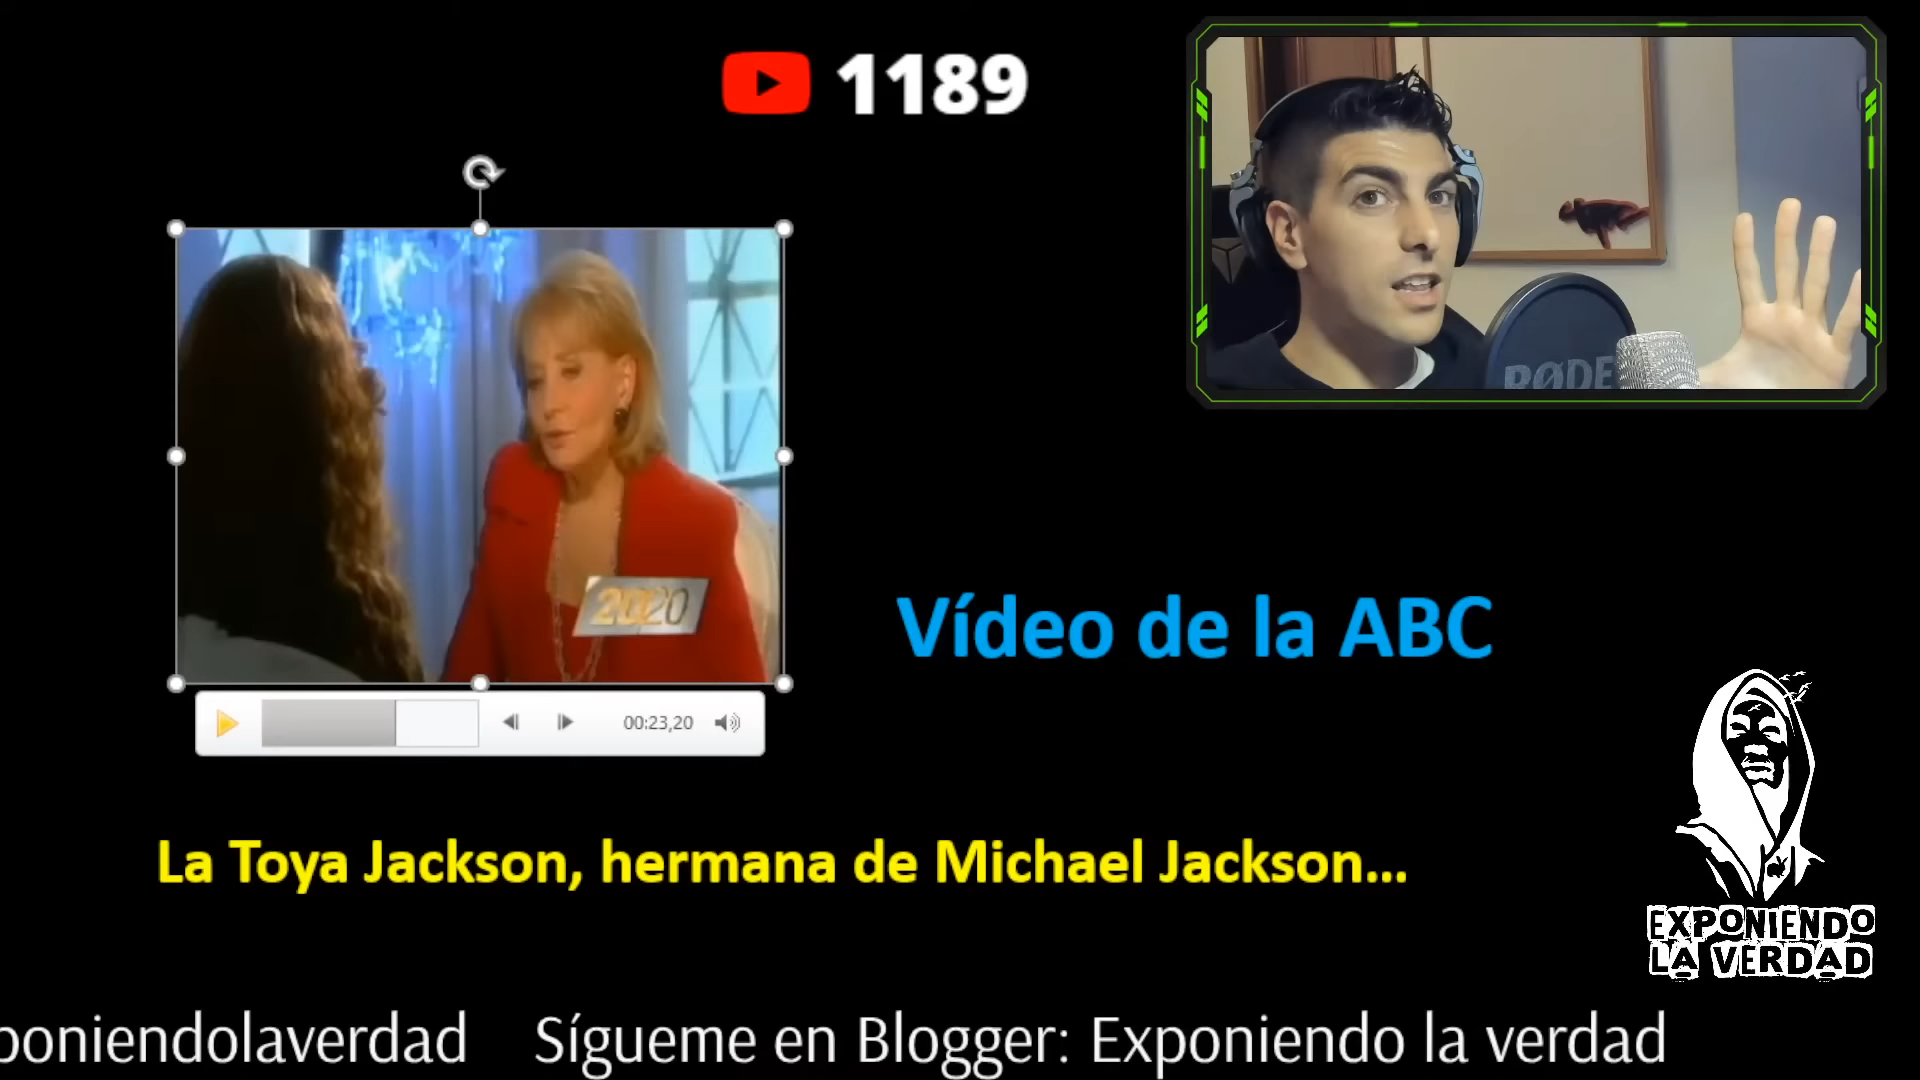 1189
RØDE
2020
Vídeo de la ABC
00:23,20
La Toya Jackson, hermana de Michael Jackson...
EXPONIENDO
LA VERDAD
poniendolaverdad Sígueme en Blogger: Exponiendo la verdad